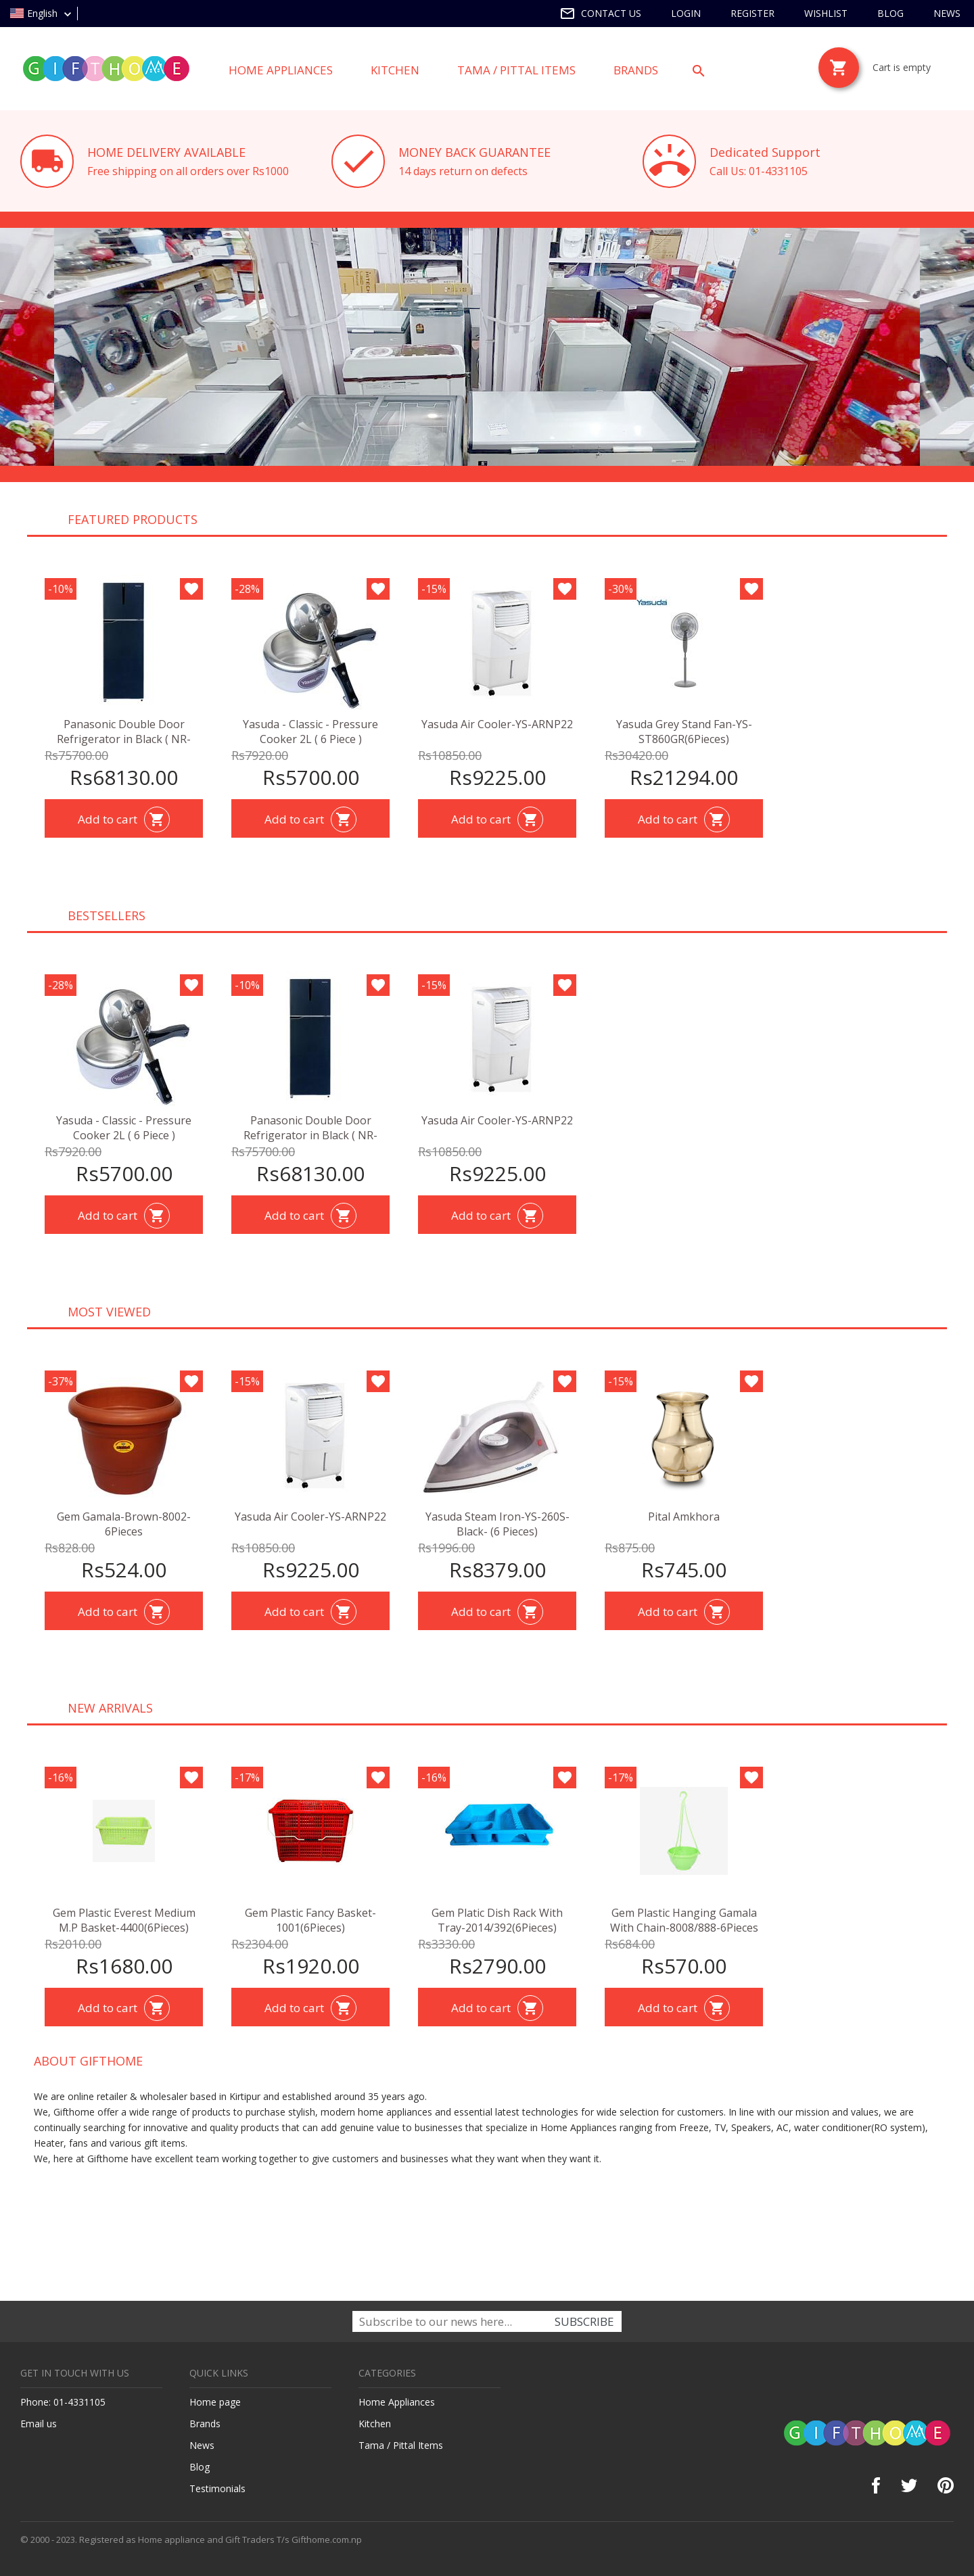 English
CONTACT US LOGIN REGISTER WISHLIST BLOG NEWS
GIFTHOME
HOME APPLIANCES KITCHEN TAMA / PITTAL ITEMS BRANDS
Cart is empty
HOME DELIVERY AVAILABLE
Free shipping on all orders over Rs1000
MONEY BACK GUARANTEE
14 days return on defects
Dedicated Support
Call Us: 01-4331105
FEATURED PRODUCTS
-10% -28% -15% -30%
Yasuda
Panasonic Double Door
Refrigerator in Black ( NR-
Rs75700.00
Rs68130.00
Add to cart
Yasuda - Classic - Pressure
Cooker 2L ( 6 Piece )
Rs7920.00
Rs5700.00
Add to cart
Yasuda Air Cooler-YS-ARNP22
Rs10850.00
Rs9225.00
Add to cart
Yasuda Grey Stand Fan-YS-
ST860GR(6Pieces)
Rs30420.00
Rs21294.00
Add to cart
BESTSELLERS
-28% -10% -15%
Yasuda - Classic - Pressure
Cooker 2L ( 6 Piece )
Rs7920.00
Rs5700.00
Add to cart
Panasonic Double Door
Refrigerator in Black ( NR-
Rs75700.00
Rs68130.00
Add to cart
Yasuda Air Cooler-YS-ARNP22
Rs10850.00
Rs9225.00
Add to cart
MOST VIEWED
-37% -15% -15%
Gem Gamala-Brown-8002-
6Pieces
Rs828.00
Rs524.00
Add to cart
Yasuda Air Cooler-YS-ARNP22
Rs10850.00
Rs9225.00
Add to cart
Yasuda Steam Iron-YS-260S-
Black- (6 Pieces)
Rs1996.00
Rs8379.00
Add to cart
Pital Amkhora
Rs875.00
Rs745.00
Add to cart
NEW ARRIVALS
-16% -17% -16% -17%
Gem Plastic Everest Medium
M.P Basket-4400(6Pieces)
Rs2010.00
Rs1680.00
Add to cart
Gem Plastic Fancy Basket-
1001(6Pieces)
Rs2304.00
Rs1920.00
Add to cart
Gem Platic Dish Rack With
Tray-2014/392(6Pieces)
Rs3330.00
Rs2790.00
Add to cart
Gem Plastic Hanging Gamala
With Chain-8008/888-6Pieces
Rs684.00
Rs570.00
Add to cart
ABOUT GIFTHOME
We are online retailer & wholesaler based in Kirtipur and established around 35 years ago.
We, Gifthome offer a wide range of products to purchase stylish, modern home appliances and essential latest technologies for wide selection for customers. In line with our mission and values, we are
continually searching for innovative and quality products that can add genuine value to businesses that specialize in Home Appliances ranging from Freeze, TV, Speakers, AC, water conditioner(RO system),
Heater, fans and various gift items.
We, here at Gifthome have excellent team working together to give customers and businesses what they want when they want it.
Subscribe to our news here... SUBSCRIBE
GET IN TOUCH WITH US
Phone: 01-4331105
Email us
QUICK LINKS
Home page
Brands
News
Blog
Testimonials
CATEGORIES
Home Appliances
Kitchen
Tama / Pittal Items
GIFTHOME
© 2000 - 2023. Registered as Home appliance and Gift Traders T/s Gifthome.com.np